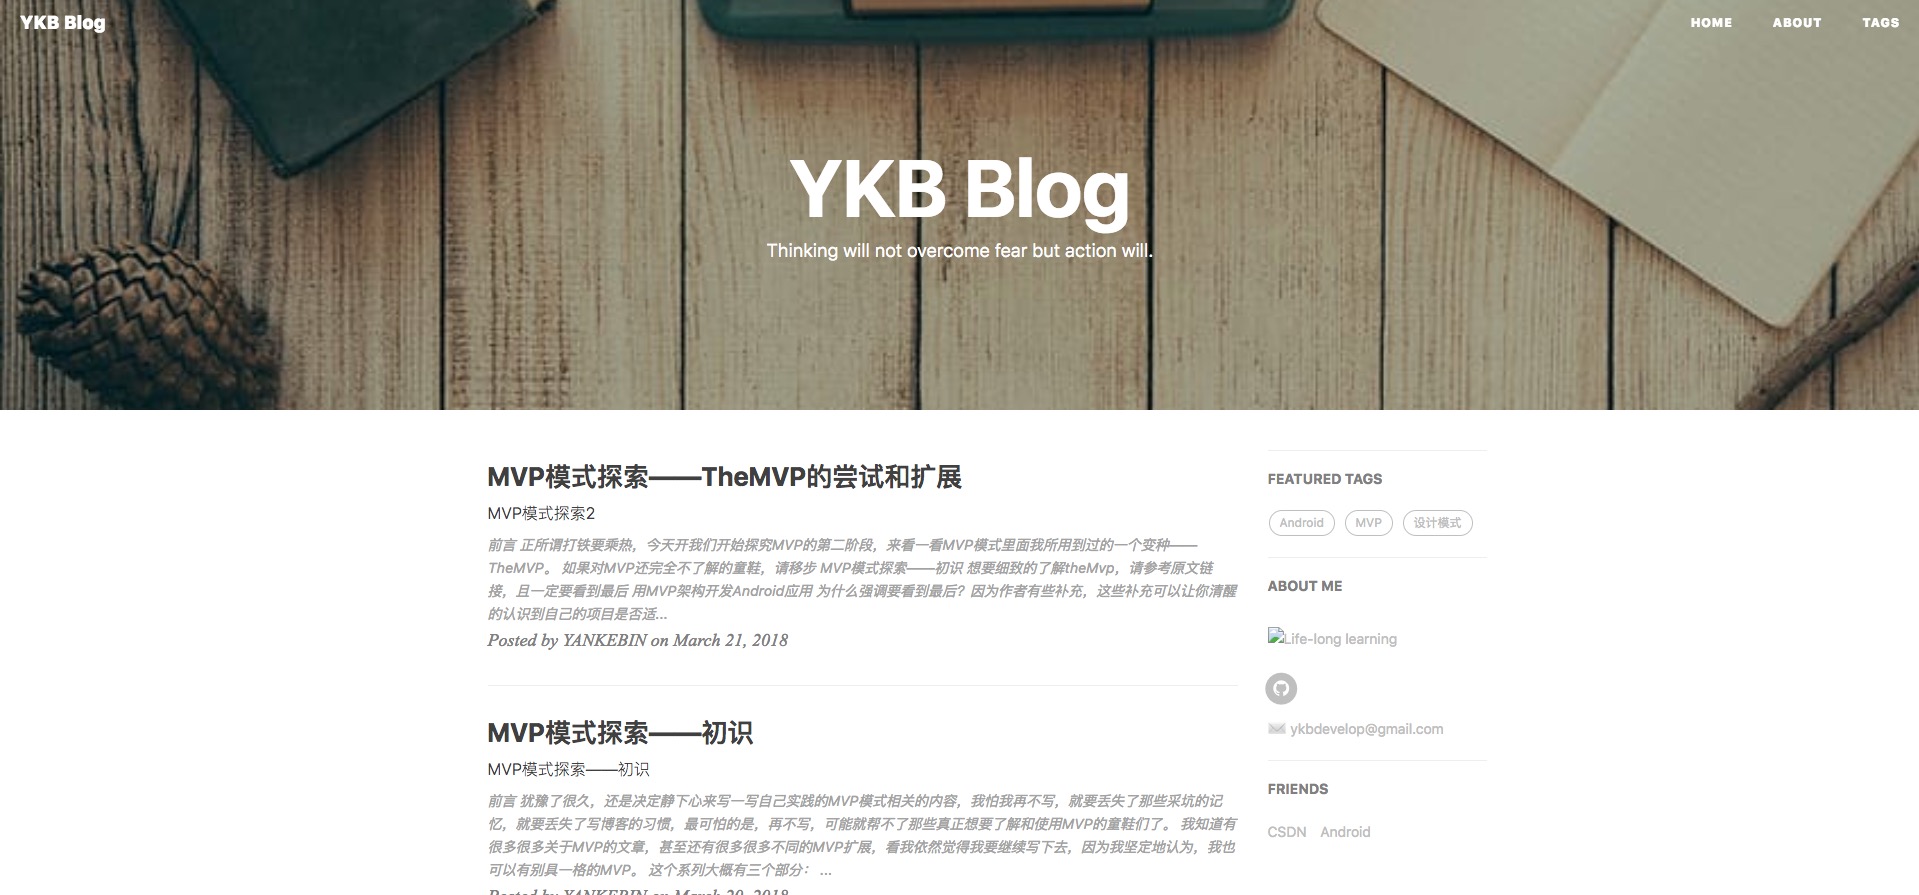 YKB Blog
HOME ABOUT TAGS
YKB Blog
Thinking will not overcome fear but action will.
MVP模式探索——TheMVP的尝试和扩展
MVP模式探索2
前言 正所谓打铁要乘热，今天开我们开始探究MVP的第二阶段，来看一看MVP模式里面我所用到过的一个变种——
TheMVP。 如果对MVP还完全不了解的童鞋，请移步 MVP模式探索——初识 想要细致的了解theMvp，请参考原文链
接，且一定要看到最后 用MVP架构开发Android应用 为什么强调要看到最后？因为作者有些补充，这些补充可以让你清醒
的认识到自己的项目是否适...
Posted by YANKEBIN on March 21, 2018
MVP模式探索——初识
MVP模式探索——初识
前言 犹豫了很久，还是决定静下心来写一写自己实践的MVP模式相关的内容，我怕我再不写，就要丢失了那些采坑的记
忆，就要丢失了写博客的习惯，最可怕的是，再不写，可能就帮不了那些真正想要了解和使用MVP的童鞋们了。 我知道有
很多很多关于MVP的文章，甚至还有很多很多不同的MVP扩展，看我依然觉得我要继续写下去，因为我坚定地认为，我也
可以有别具一格的MVP。 这个系列大概有三个部分： ...
Posted by YANKEBIN on March 20, 2018
FEATURED TAGS
Android MVP 设计模式
ABOUT ME
Life-long learning
ykbdevelop@gmail.com
FRIENDS
CSDN Android